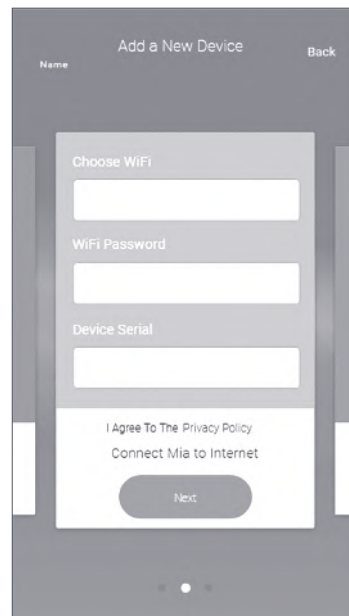 Add a New Device
Back
Name
Choose WiFi
WiFi Password
Device Serial
I Agree To The Privacy Policy
Connect Mia to Internet
Next